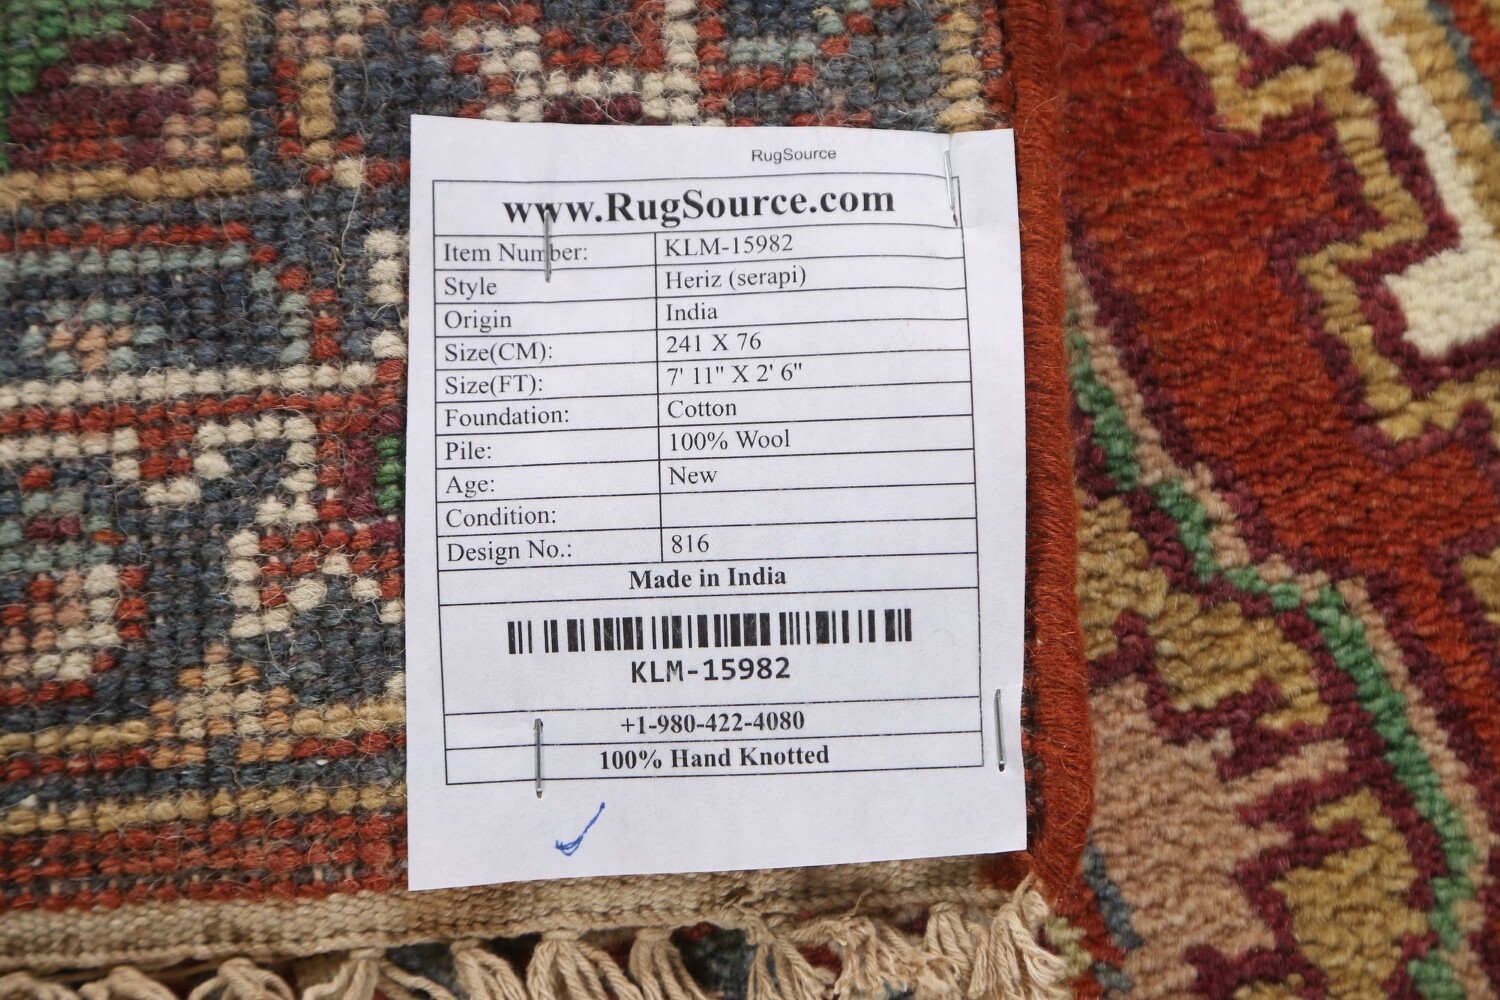 RugSource
www.RugSource.com
Item Number: KLM-15982
Style Heriz (serapi)
Origin India
Size(CM): 241 X 76
Size(FT): 7' 11" X 2' 6"
Foundation: Cotton
Pile: 100% Wool
Age: New
Condition:
Design No.: 816
Made in India
KLM-15982
+1-980-422-4080
100% Hand Knotted